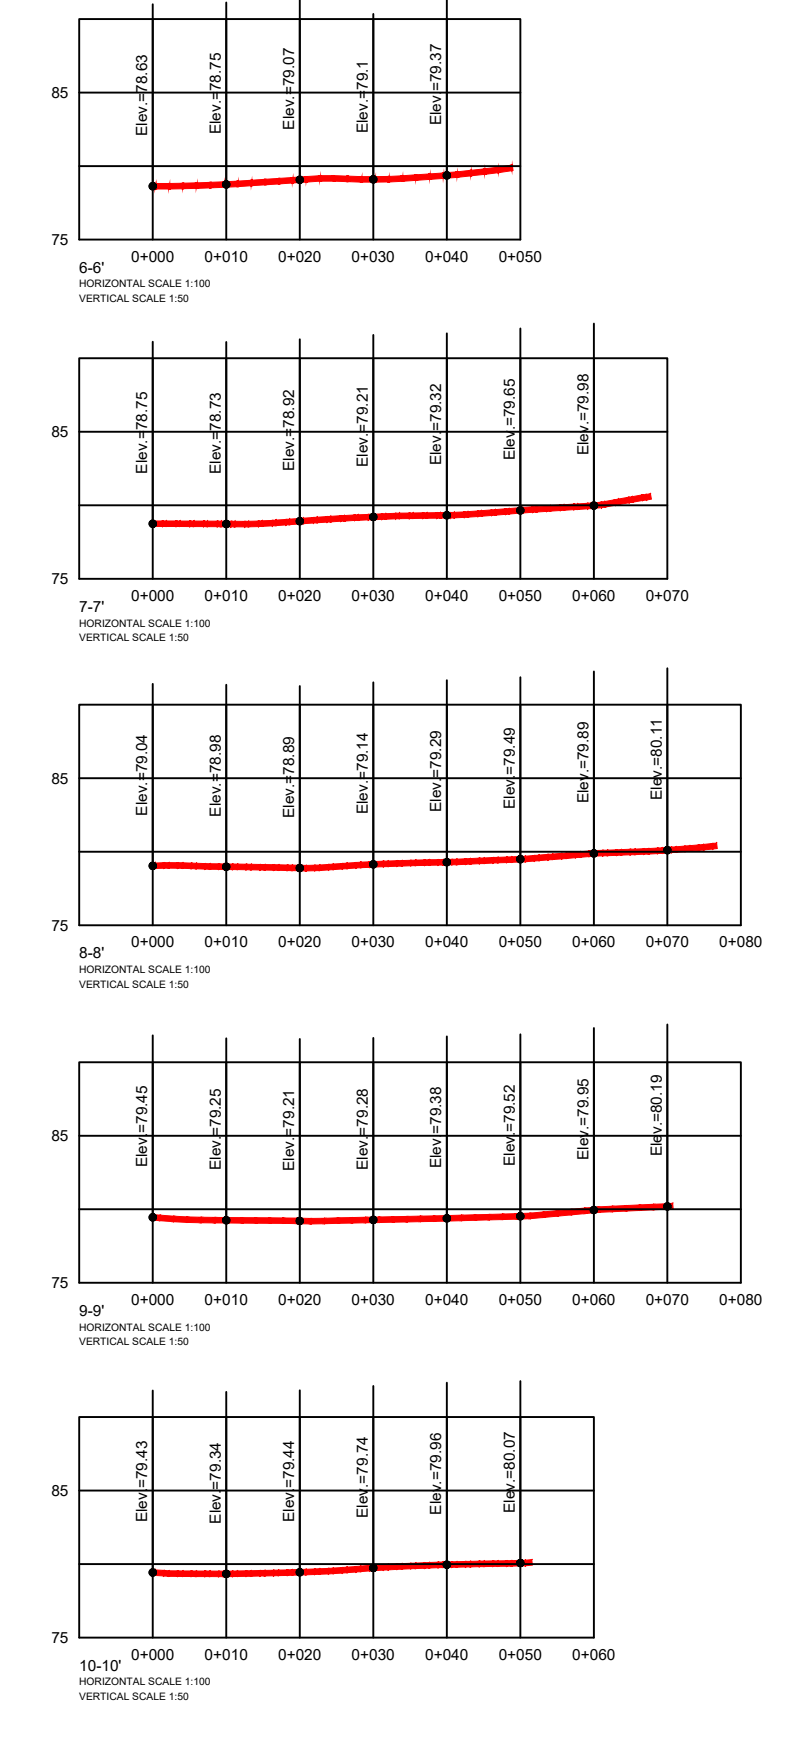 Elev.=78.63 Elev.=78.75 Elev.=79.07 Elev.=79.1 Elev.=79.37
85
75
0+000 0+010 0+020 0+030 0+040 0+050
6-6'
HORIZONTAL SCALE 1:100
VERTICAL SCALE 1:50
Elev.=78.75 Elev.=78.73 Elev.=78.92 Elev.=79.21 Elev.=79.32 Elev.=79.65 Elev.=79.98
85
75
0+000 0+010 0+020 0+030 0+040 0+050 0+060 0+070
7-7'
HORIZONTAL SCALE 1:100
VERTICAL SCALE 1:50
Elev.=79.04 Elev.=78.98 Elev.=78.89 Elev.=79.14 Elev.=79.29 Elev.=79.49 Elev.=79.89 Elev.=80.11
85
75
0+000 0+010 0+020 0+030 0+040 0+050 0+060 0+070 0+080
8-8'
HORIZONTAL SCALE 1:100
VERTICAL SCALE 1:50
Elev.=79.45 Elev.=79.25 Elev.=79.21 Elev.=79.28 Elev.=79.38 Elev.=79.52 Elev.=79.95 Elev.=80.19
85
75
0+000 0+010 0+020 0+030 0+040 0+050 0+060 0+070 0+080
9-9'
HORIZONTAL SCALE 1:100
VERTICAL SCALE 1:50
Elev.=79.43 Elev.=79.34 Elev.=79.44 Elev.=79.74 Elev.=79.96 Elev.=80.07
85
75
0+000 0+010 0+020 0+030 0+040 0+050 0+060
10-10'
HORIZONTAL SCALE 1:100
VERTICAL SCALE 1:50